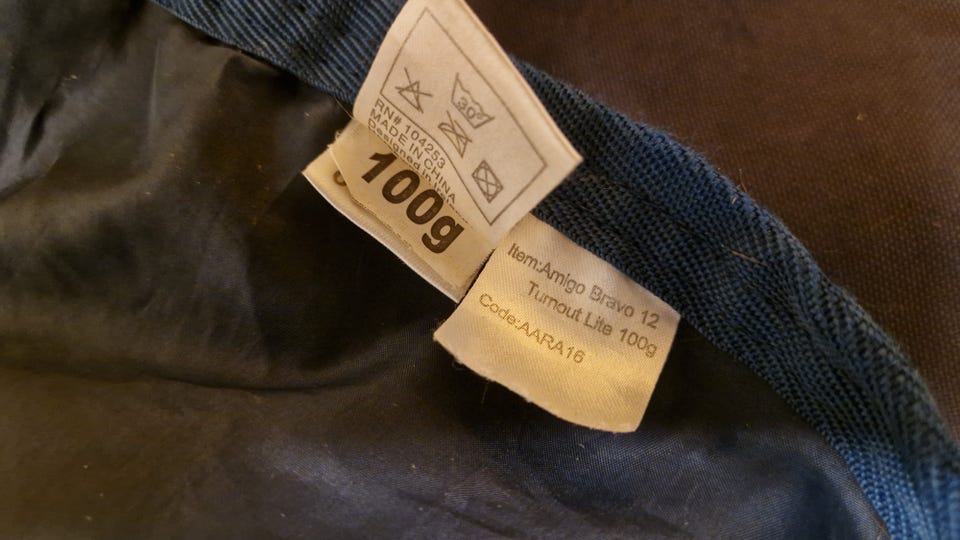 30°
RN# 104253
MADE IN CHINA
Designed in
100g
Item:Amigo Bravo 12
Turnout Lite 100g
Code:AARA16